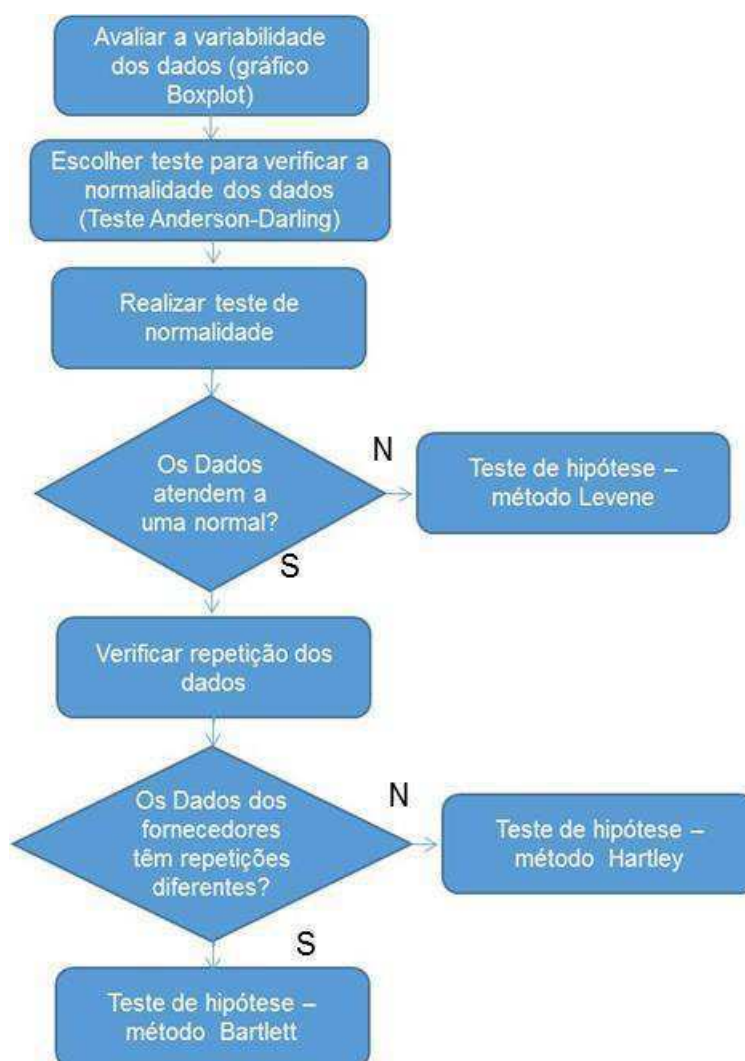 Avaliar a variabilidade
dos dados (gráfico
Boxplot)
Escolher teste para verificar a
normalidade dos dados
(Teste Anderson-Darling)
Realizar teste de
normalidade
Os Dados
atendem a
uma normal?
N
Teste de hipótese –
método Levene
S
Verificar repetição dos
dados
Os Dados dos
fornecedores
têm repetições
diferentes?
N
Teste de hipótese –
método Hartley
S
Teste de hipótese –
método Bartlett